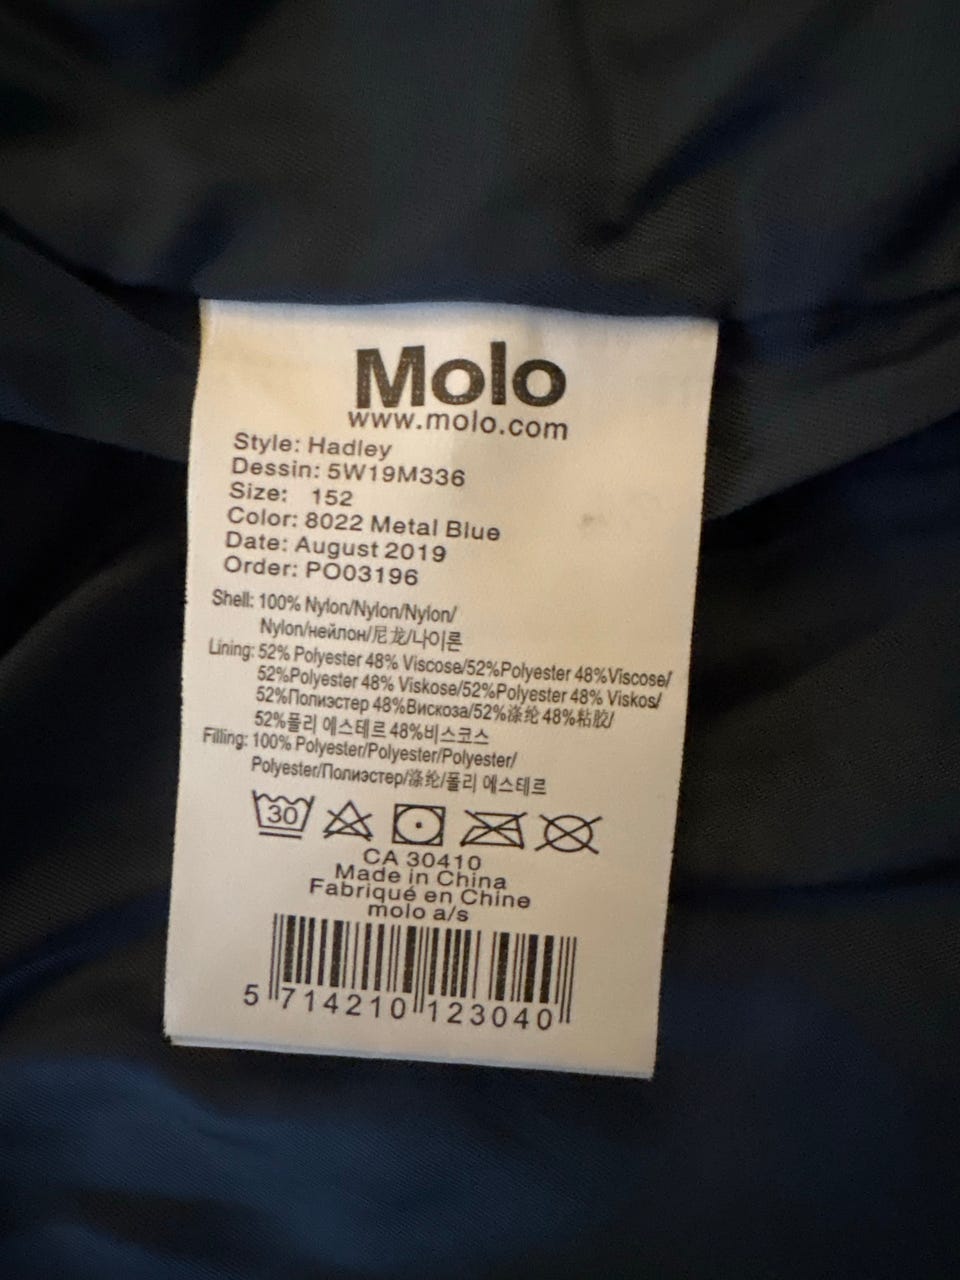 Molo
www.molo.com
Style: Hadley
Dessin: 5W19M336
Size: 152
Color: 8022 Metal Blue
Date: August 2019
Order: PO03196
Shell: 100% Nylon/Nylon/Nylon/
Nylon/нейлон/尼龙/나이론
Lining: 52% Polyester 48% Viscose/52%Polyester 48%Viscose/
52%Polyester 48% Viskose/52%Polyester 48% Viskos/
52%Полиэстер 48%Вискоза/52%涤纶 48%粘胶/
52%폴리 에스테르 48%비스코스
Filling: 100% Polyester/Polyester/Polyester/
Polyester/Полиэстер/涤纶/폴리 에스테르
30
CA 30410
Made in China
Fabriqué en Chine
molo a/s
5 714210 123040